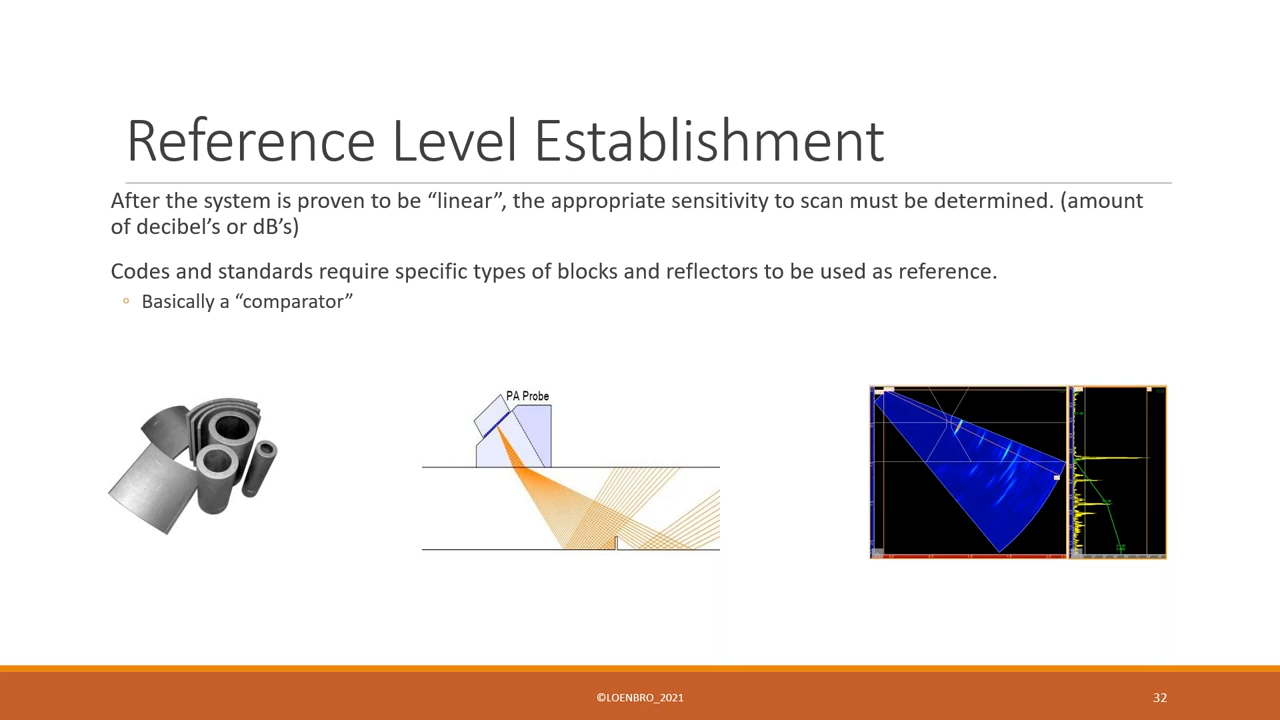 Reference Level Establishment
After the system is proven to be “linear”, the appropriate sensitivity to scan must be determined. (amount
of decibel’s or dB’s)
Codes and standards require specific types of blocks and reflectors to be used as reference.
Basically a “comparator”
PA Probe
©LOENBRO_2021
32